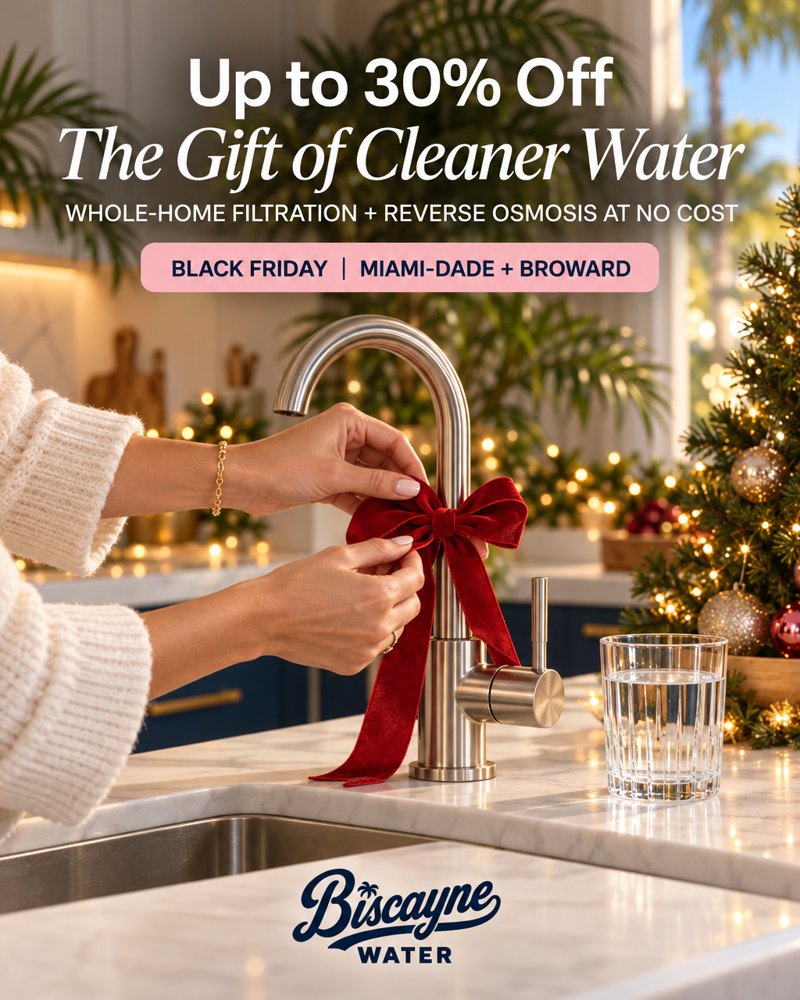 Up to 30% Off
The Gift of Cleaner Water
WHOLE-HOME FILTRATION + REVERSE OSMOSIS AT NO COST
BLACK FRIDAY | MIAMI-DADE + BROWARD
Biscayne
WATER